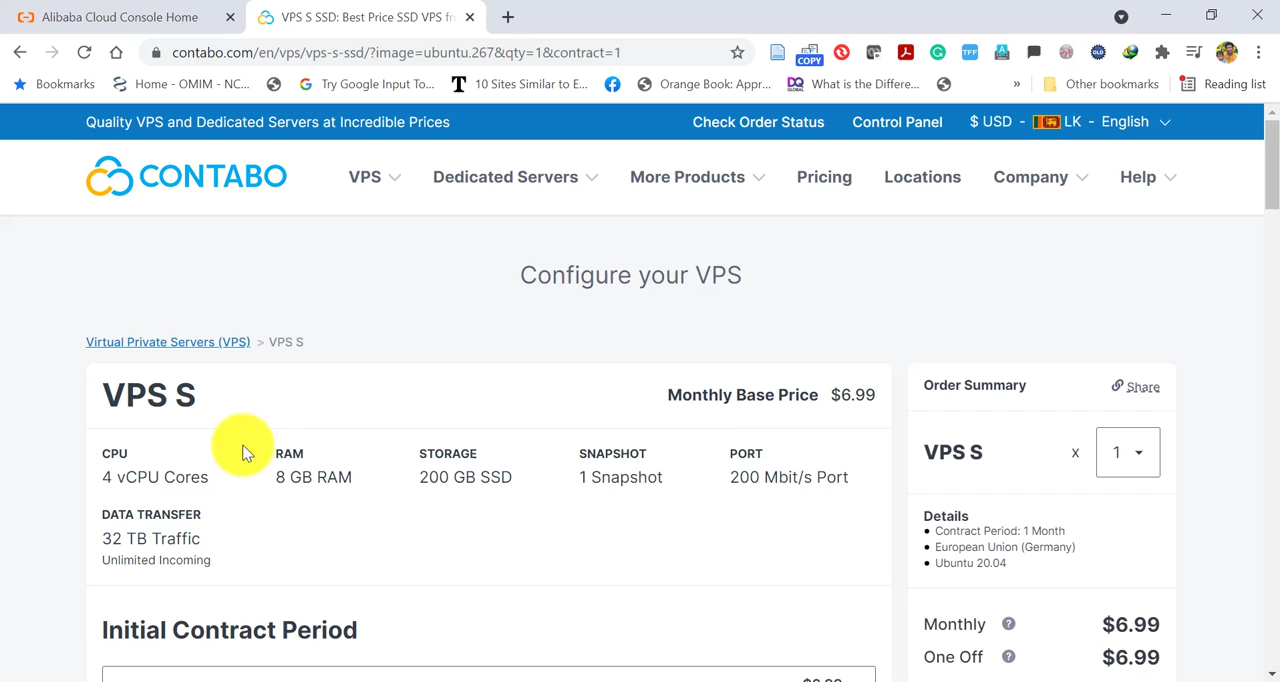 Alibaba Cloud Console Home
VPS S SSD: Best Price SSD VPS fr
contabo.com/en/vps/vps-s-ssd/?image=ubuntu.267&qty=1&contract=1
COPY
TFF
OLD
Bookmarks
Home - OMIM - NC...
Try Google Input To...
10 Sites Similar to E...
Orange Book: Appr...
What is the Differe...
»
Other bookmarks
Reading list
Quality VPS and Dedicated Servers at Incredible Prices
Check Order Status
Control Panel
$ USD - LK - English
CONTABO
VPS
Dedicated Servers
More Products
Pricing
Locations
Company
Help
Configure your VPS
Virtual Private Servers (VPS) > VPS S
VPS S
Monthly Base Price $6.99
CPU
4 vCPU Cores
RAM
8 GB RAM
STORAGE
200 GB SSD
SNAPSHOT
1 Snapshot
PORT
200 Mbit/s Port
DATA TRANSFER
32 TB Traffic
Unlimited Incoming
Initial Contract Period
Order Summary
Share
VPS S x 1
Details
Contract Period: 1 Month
European Union (Germany)
Ubuntu 20.04
Monthly ? $6.99
One Off ? $6.99